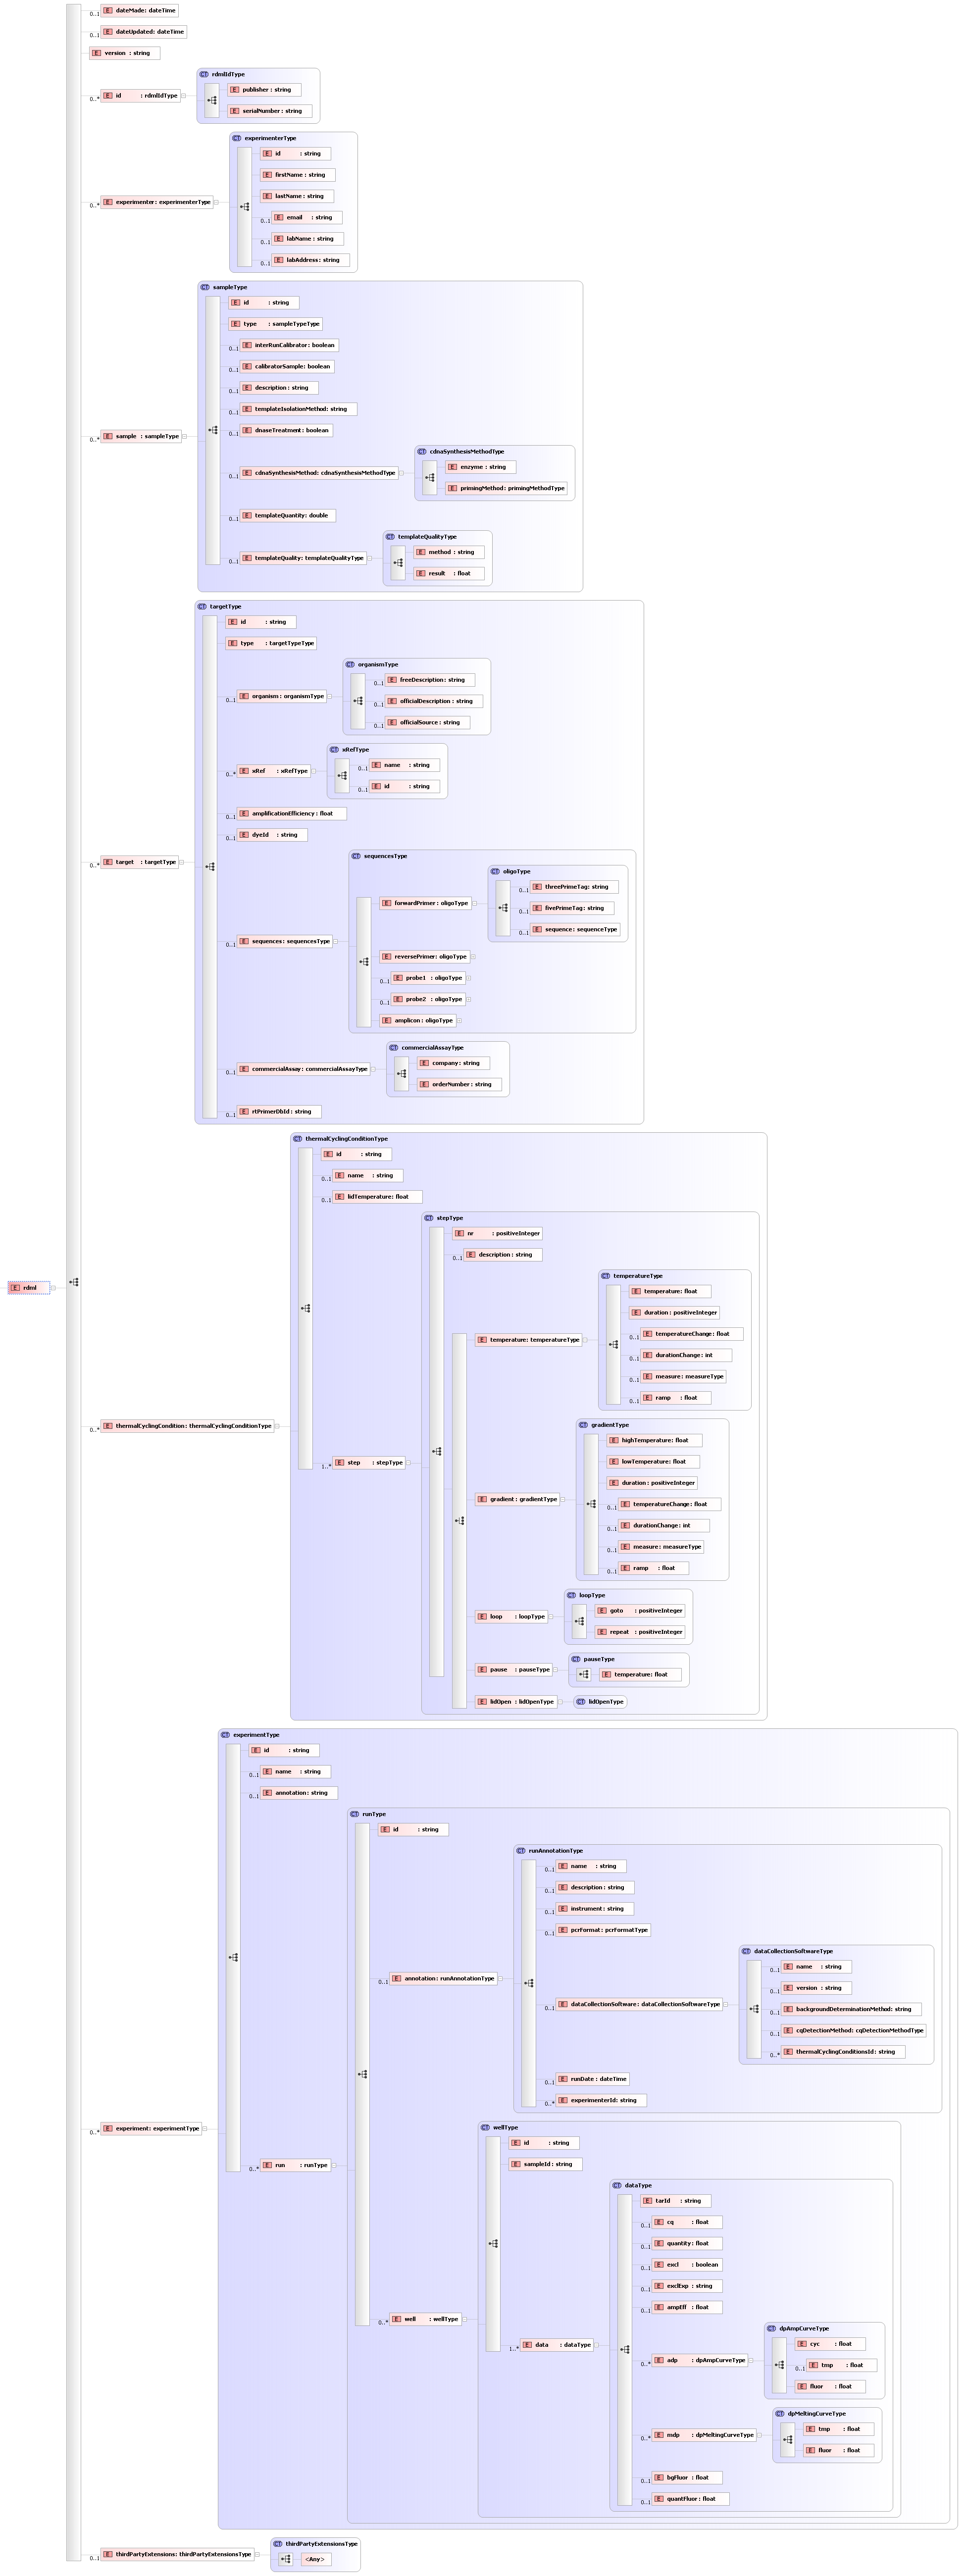 dateMade: dateTime
0..1
dateUpdated: dateTime
0..1
version : string
rdmlIdType
publisher : string
id : rdmlIdType
0..*
serialNumber : string
experimenterType
id : string
firstName : string
lastName : string
experimenter: experimenterType
0..*
email : string
0..1
labName : string
0..1
labAddress: string
0..1
sampleType
id : string
type : sampleTypeType
interRunCalibrator: boolean
0..1
calibratorSample: boolean
0..1
description : string
0..1
templateIsolationMethod: string
0..1
dnaseTreatment: boolean
0..1
sample : sampleType
0..*
cdnaSynthesisMethodType
enzyme : string
cdnaSynthesisMethod: cdnaSynthesisMethodType
0..1
primingMethod: primingMethodType
templateQuantity: double
0..1
templateQualityType
method : string
templateQuality: templateQualityType
0..1
result : float
targetType
id : string
type : targetTypeType
organismType
freeDescription: string
0..1
organism : organismType
0..1
officialDescription : string
0..1
officialSource : string
0..1
xRefType
name : string
0..1
xRef : xRefType
0..*
id : string
0..1
amplificationEfficiency : float
0..1
dyeId : string
0..1
target : targetType
0..*
sequencesType
oligoType
threePrimeTag: string
0..1
forwardPrimer : oligoType
fivePrimeTag: string
0..1
sequence : sequenceType
0..1
sequences: sequencesType
0..1
reversePrimer: oligoType
probe1 : oligoType
0..1
probe2 : oligoType
0..1
amplicon : oligoType
commercialAssayType
company : string
commercialAssay: commercialAssayType
0..1
orderNumber : string
rtPrimerDbId : string
0..1
thermalCyclingConditionType
id : string
name : string
0..1
lidTemperature: float
0..1
stepType
nr : positiveInteger
description : string
0..1
temperatureType
temperature: float
duration : positiveInteger
temperatureChange: float
0..1
temperature: temperatureType
durationChange: int
0..1
measure : measureType
0..1
ramp : float
0..1
rdml
thermalCyclingCondition: thermalCyclingConditionType
0..*
step : stepType
1..*
gradientType
highTemperature: float
lowTemperature: float
duration : positiveInteger
gradient : gradientType
temperatureChange: float
0..1
durationChange: int
0..1
measure : measureType
0..1
ramp : float
0..1
loopType
goto : positiveInteger
loop : loopType
repeat : positiveInteger
pauseType
pause : pauseType
temperature: float
lidOpen : lidOpenType
lidOpenType
experimentType
id : string
name : string
0..1
annotation : string
0..1
runType
id : string
runAnnotationType
name : string
0..1
description : string
0..1
instrument : string
0..1
pcrFormat : pcrFormatType
0..1
dataCollectionSoftwareType
name : string
0..1
annotation : runAnnotationType
0..1
version : string
0..1
dataCollectionSoftware: dataCollectionSoftwareType
0..1
backgroundDeterminationMethod: string
0..1
cqDetectionMethod: cqDetectionMethodType
0..1
thermalCyclingConditionsId : string
0..*
runDate : dateTime
0..1
experimenterId: string
0..*
experiment: experimentType
0..*
run : runType
0..*
wellType
id : string
sampleId : string
dataType
tarId : string
cq : float
0..1
quantity : float
0..1
excl : boolean
0..1
exclExp : string
0..1
ampEff : float
0..1
well : wellType
0..*
data : dataType
1..*
dpAmpCurveType
cyc : float
adp : dpAmpCurveType
0..*
tmp : float
0..1
fluor : float
dpMeltingCurveType
tmp : float
mdp : dpMeltingCurveType
0..*
fluor : float
bgFluor : float
0..1
quantFluor: float
0..1
thirdPartyExtensionsType
thirdPartyExtensions: thirdPartyExtensionsType
0..1
<Any>